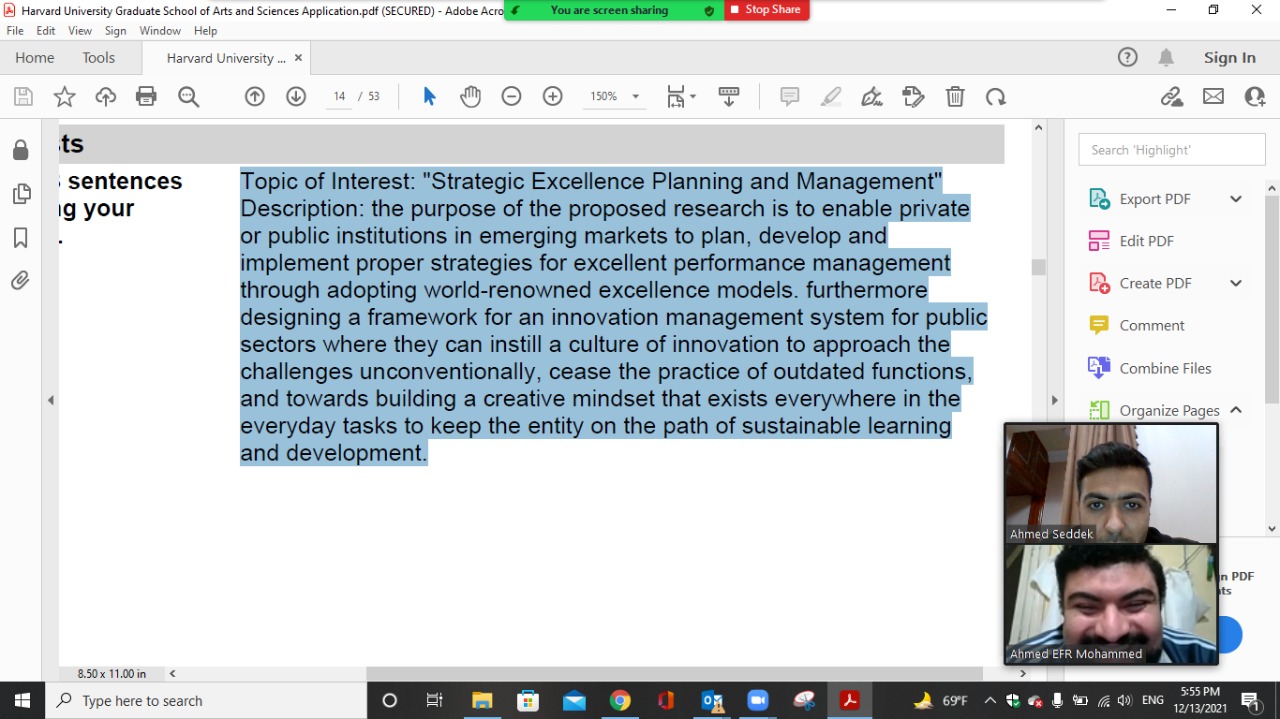 Harvard University Graduate School of Arts and Sciences Application.pdf (SECURED) - Adobe Acro
You are screen sharing
Stop Share
File Edit View Sign Window Help
Home Tools Harvard University ... ×
Sign In
14 / 53
150%
sentences
your
Topic of Interest: "Strategic Excellence Planning and Management"
Description: the purpose of the proposed research is to enable private
or public institutions in emerging markets to plan, develop and
implement proper strategies for excellent performance management
through adopting world-renowned excellence models. furthermore
designing a framework for an innovation management system for public
sectors where they can instill a culture of innovation to approach the
challenges unconventionally, cease the practice of outdated functions,
and towards building a creative mindset that exists everywhere in the
everyday tasks to keep the entity on the path of sustainable learning
and development.
Search 'Highlight'
Export PDF
Edit PDF
Create PDF
Comment
Combine Files
Organize Pages
PDF
Ahmed Seddek
Ahmed EFR Mohammed
8.50 x 11.00 in
Type here to search
69°F
ENG
5:55 PM
12/13/2021
1